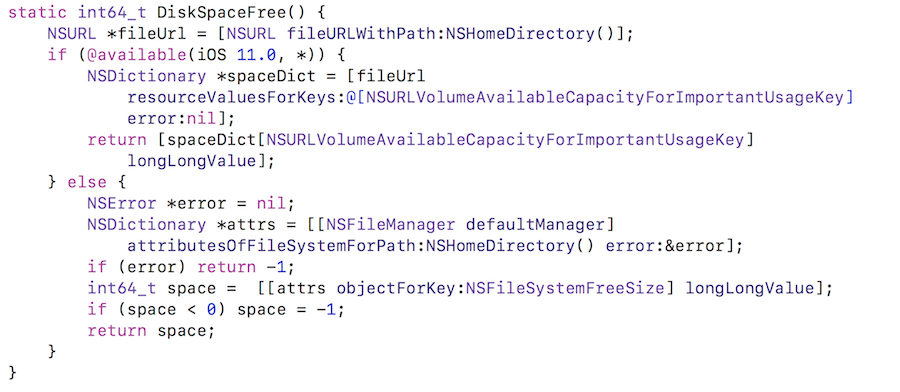 static int64_t DiskSpaceFree() {
    NSURL *fileUrl = [NSURL fileURLWithPath:NSHomeDirectory()];
    if (@available(iOS 11.0, *)) {
        NSDictionary *spaceDict = [fileUrl
            resourceValuesForKeys:@[NSURLVolumeAvailableCapacityForImportantUsageKey]
            error:nil];
        return [spaceDict[NSURLVolumeAvailableCapacityForImportantUsageKey]
            longLongValue];
    } else {
        NSError *error = nil;
        NSDictionary *attrs = [[NSFileManager defaultManager]
            attributesOfFileSystemForPath:NSHomeDirectory() error:&error];
        if (error) return -1;
        int64_t space =  [[attrs objectForKey:NSFileSystemFreeSize] longLongValue];
        if (space < 0) space = -1;
        return space;
    }
}